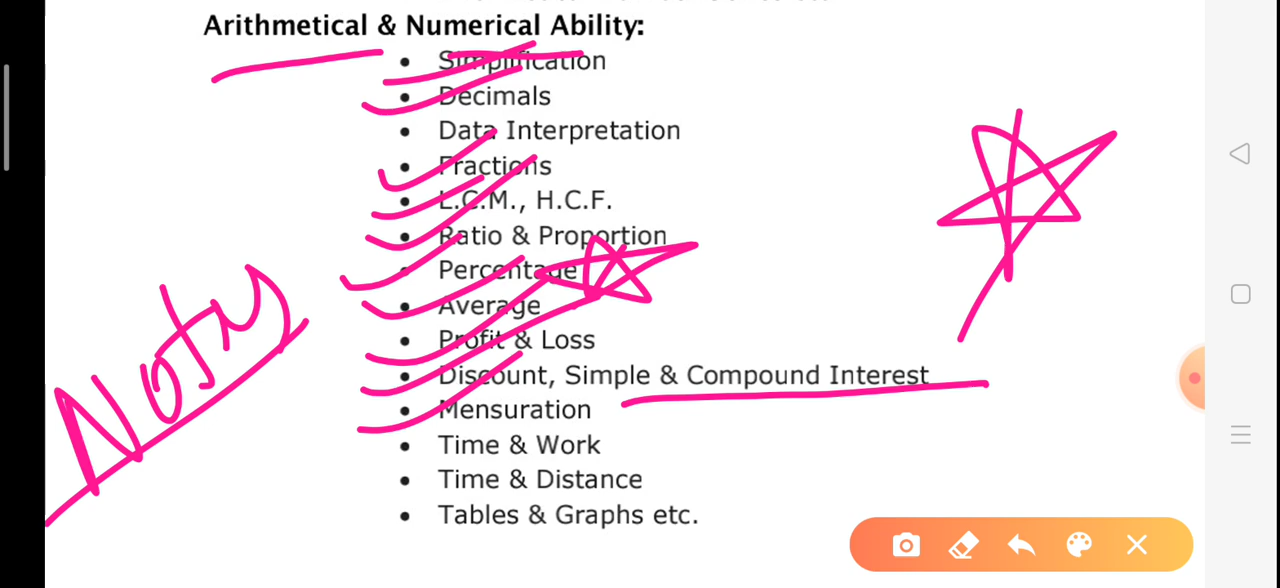 Arithmetical & Numerical Ability:
• Simplification
• Decimals
• Data Interpretation
• Fractions
• L.C.M., H.C.F.
• Ratio & Proportion
• Percentage
• Average
• Profit & Loss
• Discount, Simple & Compound Interest
• Mensuration
• Time & Work
• Time & Distance
• Tables & Graphs etc.